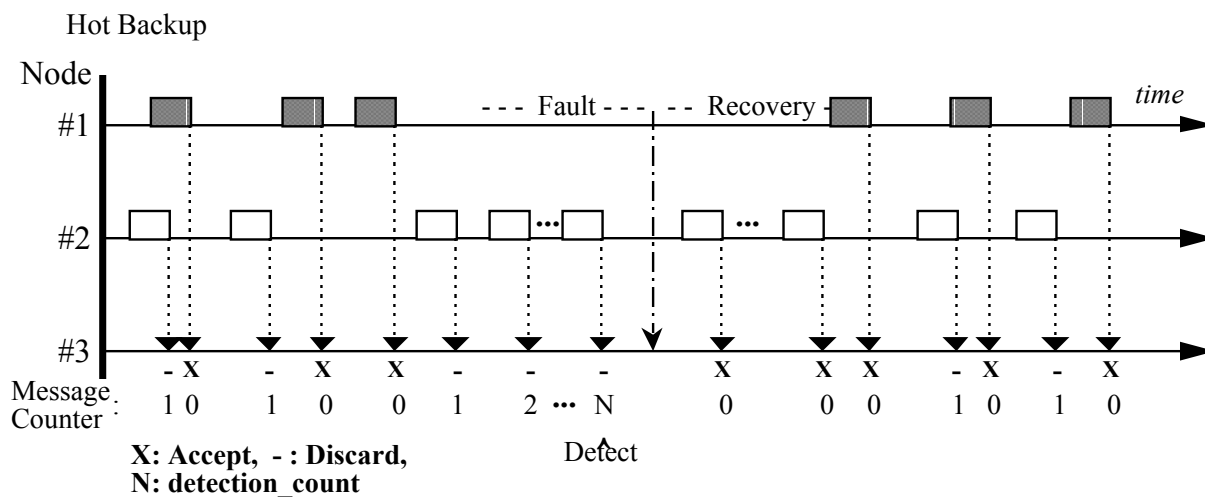 Hot Backup
Node
- - - Fault - - - - - Recovery - time
#1
... ...
#2
#3
- X - X X - - - X X X - X - X
Message
Counter : 1 0 1 0 0 1 2 ... N 0 0 0 1 0 1 0
X: Accept, - : Discard, Detect
N: detection_count